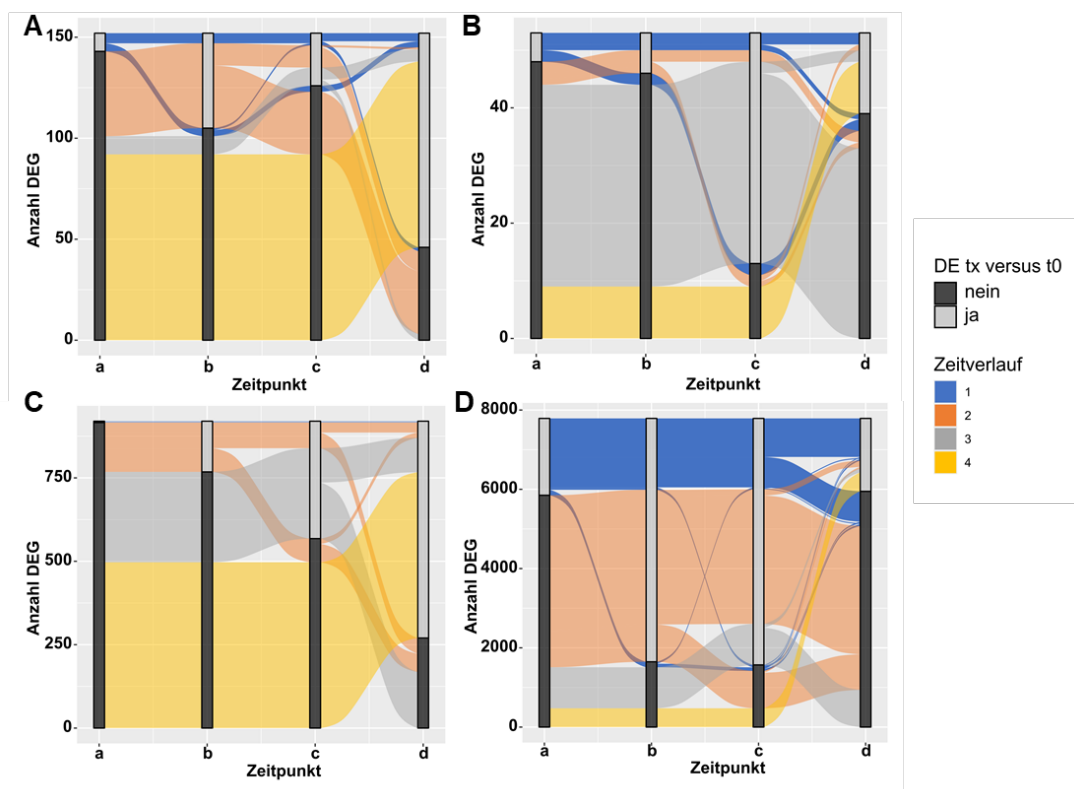 A
Anzahl DEG
150
100
50
0
a b c d
Zeitpunkt
B
Anzahl DEG
40
20
0
a b c d
Zeitpunkt
C
Anzahl DEG
750
500
250
0
a b c d
Zeitpunkt
D
Anzahl DEG
8000
6000
4000
2000
0
a b c d
Zeitpunkt
DE tx versus t0
nein
ja
Zeitverlauf
1
2
3
4